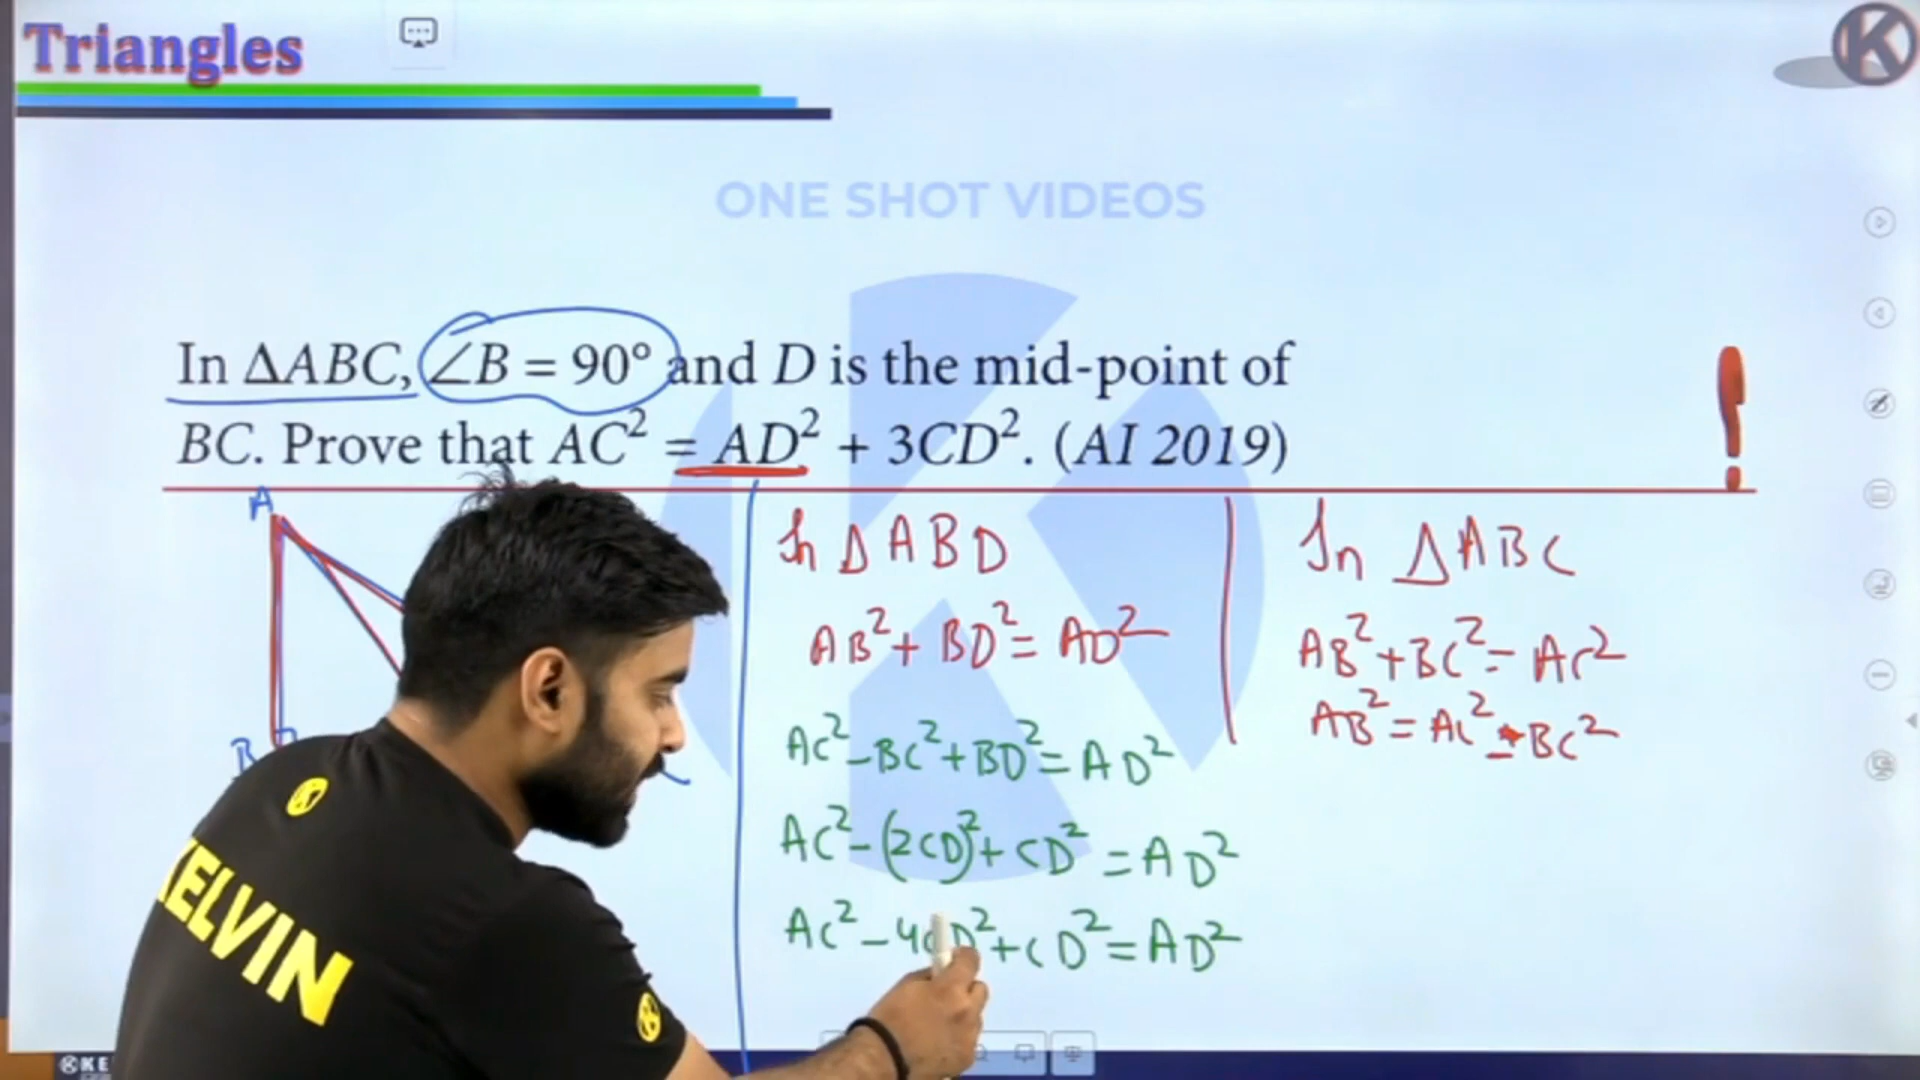 Triangles
ONE SHOT VIDEOS
In ΔABC, ∠B = 90° and D is the mid-point of
BC. Prove that AC² = AD² + 3CD². (AI 2019)
A
B
In Δ ABD
AB² + BD² = AD²
AC² - BC² + BD² = AD²
AC² - (2CD)² + CD² = AD²
AC² - 4CD² + CD² = AD²
In ΔABC
AB² + BC² = AC²
AB² = AC² - BC²
KELVIN
KE